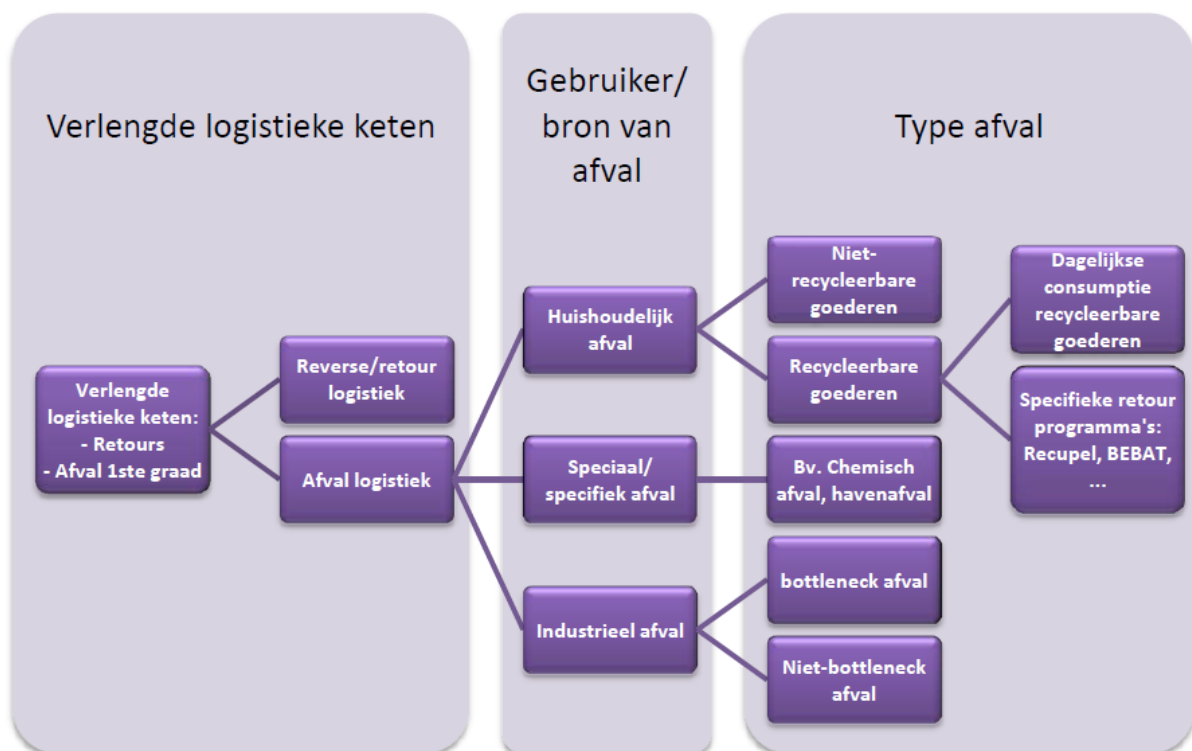 Verlengde logistieke keten
Gebruiker/
bron van
afval
Type afval
Verlengde
logistieke keten:
- Retours
- Afval 1ste graad
Reverse/retour
logistiek
Afval logistiek
Huishoudelijk
afval
Speciaal/
specifiek afval
Industrieel afval
Niet-
recycleerbare
goederen
Recycleerbare
goederen
Bv. Chemisch
afval, havenafval
bottleneck afval
Niet-bottleneck
afval
Dagelijkse
consumptie
recycleerbare
goederen
Specifieke retour
programma's:
Recupel, BEBAT,
...